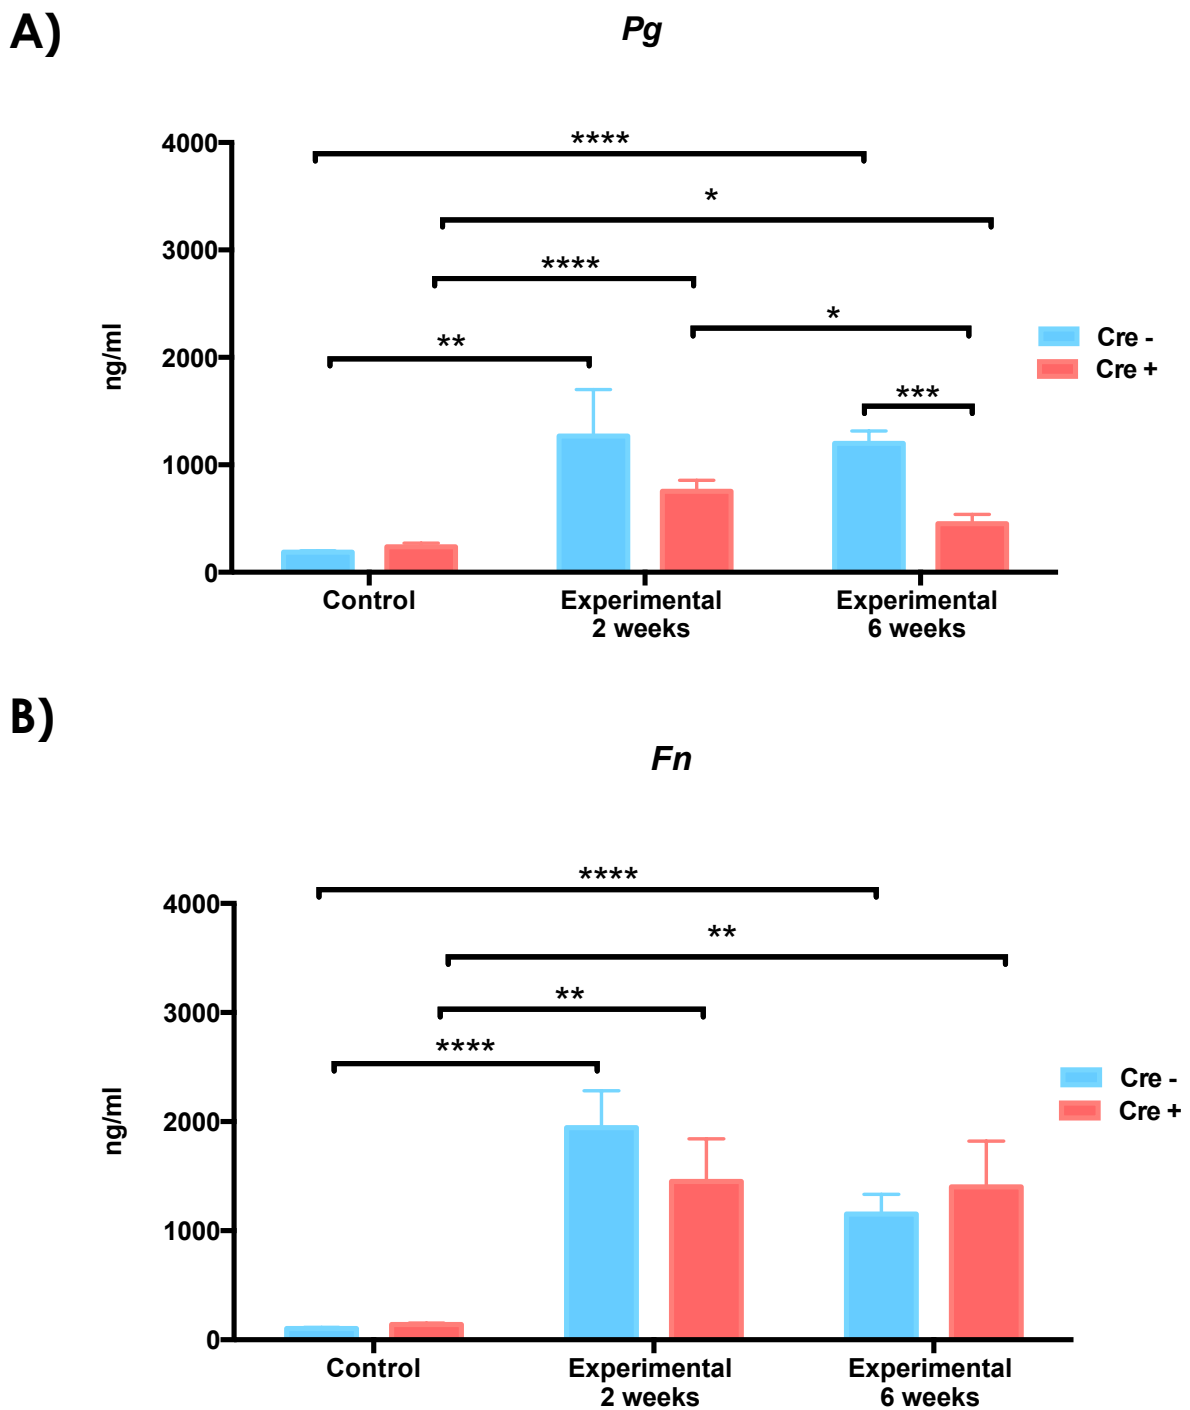 A)
Pg
4000
3000
2000
1000
0
ng/ml
****
*
****
*
**
***
Cre -
Cre +
Control
Experimental
2 weeks
Experimental
6 weeks
B)
Fn
4000
3000
2000
1000
0
ng/ml
****
**
**
****
Cre -
Cre +
Control
Experimental
2 weeks
Experimental
6 weeks